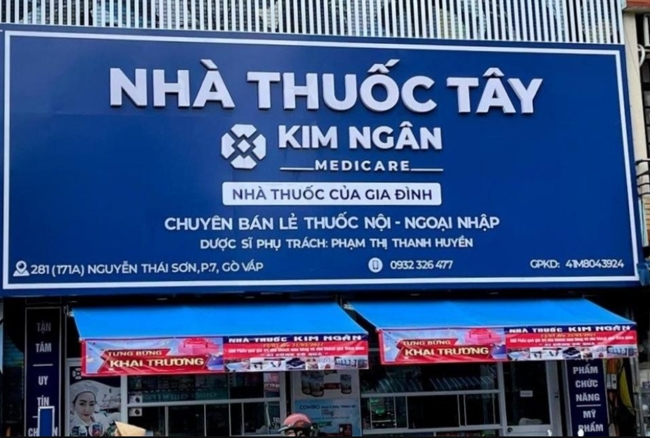 NHÀ THUỐC TÂY
KIM NGÂN
MEDICARE
NHÀ THUỐC CỦA GIA ĐÌNH
CHUYÊN BÁN LẺ THUỐC NỘI - NGOẠI NHẬP
DƯỢC SĨ PHỤ TRÁCH: PHẠM THỊ THANH HUYỀN
281 (171A) NGUYỄN THÁI SƠN, P.7, GÒ VẤP
0932 326 477
GPKD: 41M8043924
NHÀ THUỐC KIM NGÂN
TƯNG BỪNG
KHAI TRƯƠNG
NHÀ THUỐC KIM NGÂN
TƯNG BỪNG
KHAI TRƯƠNG
TẬN
TÂM
UY
TÍN
PHẨM
CHỨC
NĂNG
MỸ
PHẨM